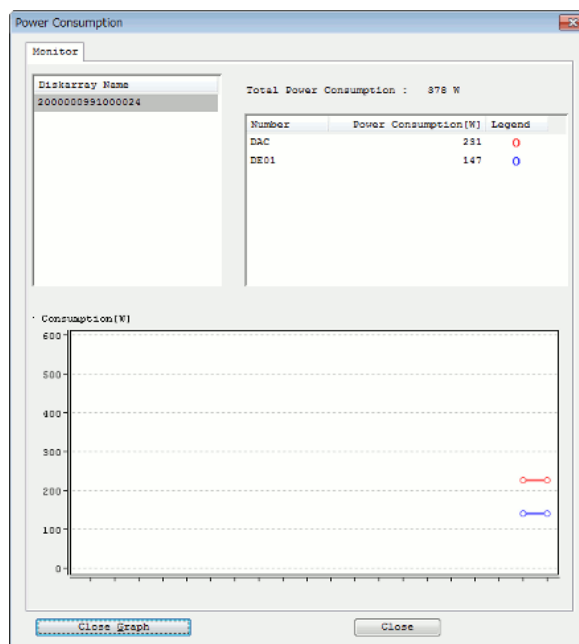 Power Consumption
Monitor
Diskarray Name
2000000991000024
Total Power Consumption : 378 W
Number Power Consumption[W] Legend
DAC 231
DE01 147
Consumption[W]
600
500
400
300
200
100
0
Close Graph
Close